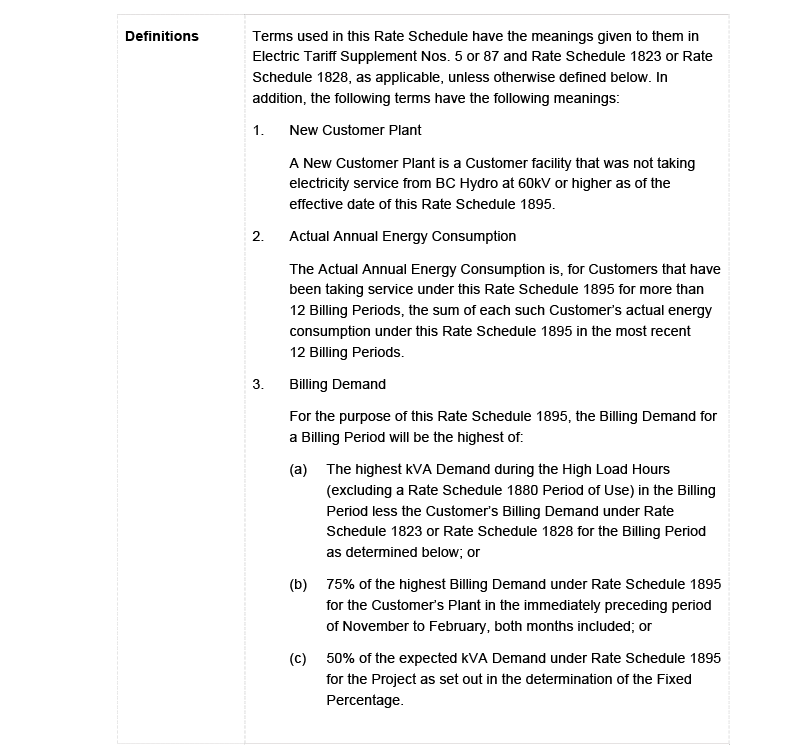 Definitions
Terms used in this Rate Schedule have the meanings given to them in
Electric Tariff Supplement Nos. 5 or 87 and Rate Schedule 1823 or Rate
Schedule 1828, as applicable, unless otherwise defined below. In
addition, the following terms have the following meanings:
1. New Customer Plant
A New Customer Plant is a Customer facility that was not taking
electricity service from BC Hydro at 60kV or higher as of the
effective date of this Rate Schedule 1895.
2. Actual Annual Energy Consumption
The Actual Annual Energy Consumption is, for Customers that have
been taking service under this Rate Schedule 1895 for more than
12 Billing Periods, the sum of each such Customer’s actual energy
consumption under this Rate Schedule 1895 in the most recent
12 Billing Periods.
3. Billing Demand
For the purpose of this Rate Schedule 1895, the Billing Demand for
a Billing Period will be the highest of:
(a) The highest kVA Demand during the High Load Hours
(excluding a Rate Schedule 1880 Period of Use) in the Billing
Period less the Customer’s Billing Demand under Rate
Schedule 1823 or Rate Schedule 1828 for the Billing Period
as determined below; or
(b) 75% of the highest Billing Demand under Rate Schedule 1895
for the Customer’s Plant in the immediately preceding period
of November to February, both months included; or
(c) 50% of the expected kVA Demand under Rate Schedule 1895
for the Project as set out in the determination of the Fixed
Percentage.